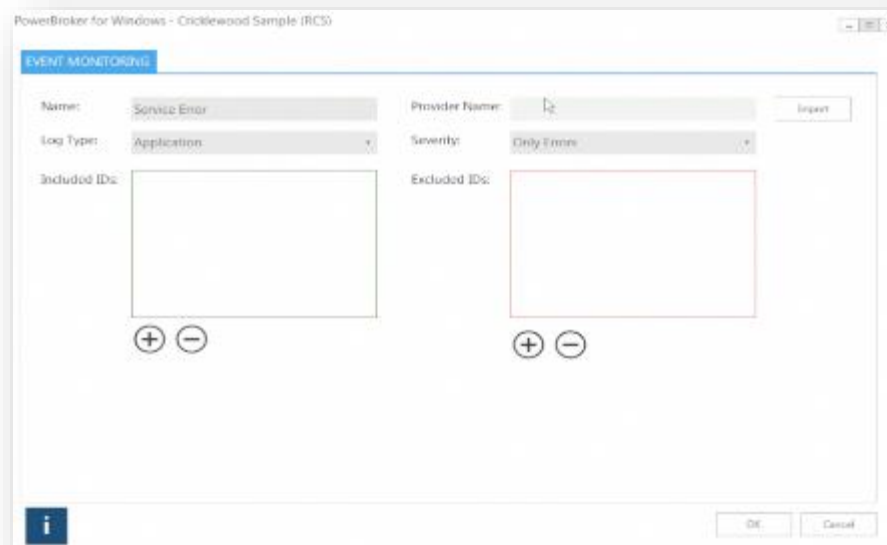 PowerBroker for Windows - Cricklewood Sample (RCS)
EVENT MONITORING
Name: Service Error Provider Name: Import
Log Type: Application Severity: Only Errors
Included IDs: Excluded IDs:
i
OK Cancel